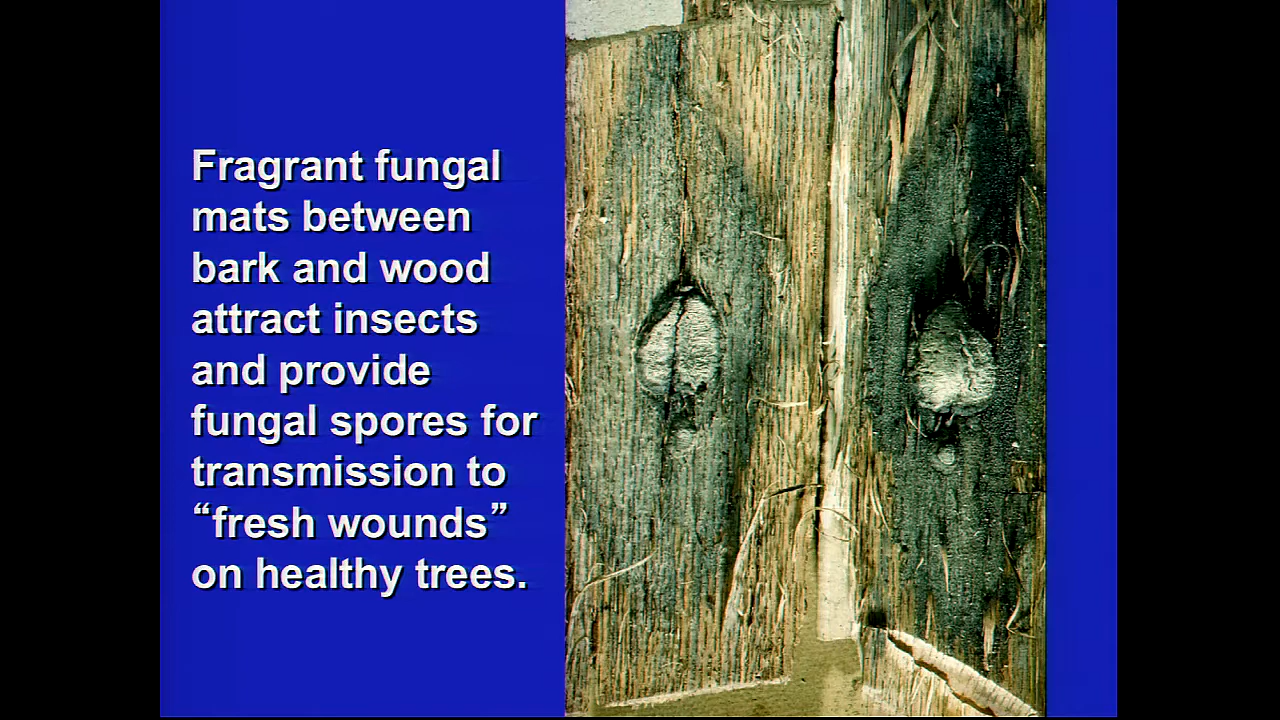 Fragrant fungal
mats between
bark and wood
attract insects
and provide
fungal spores for
transmission to
“fresh wounds”
on healthy trees.